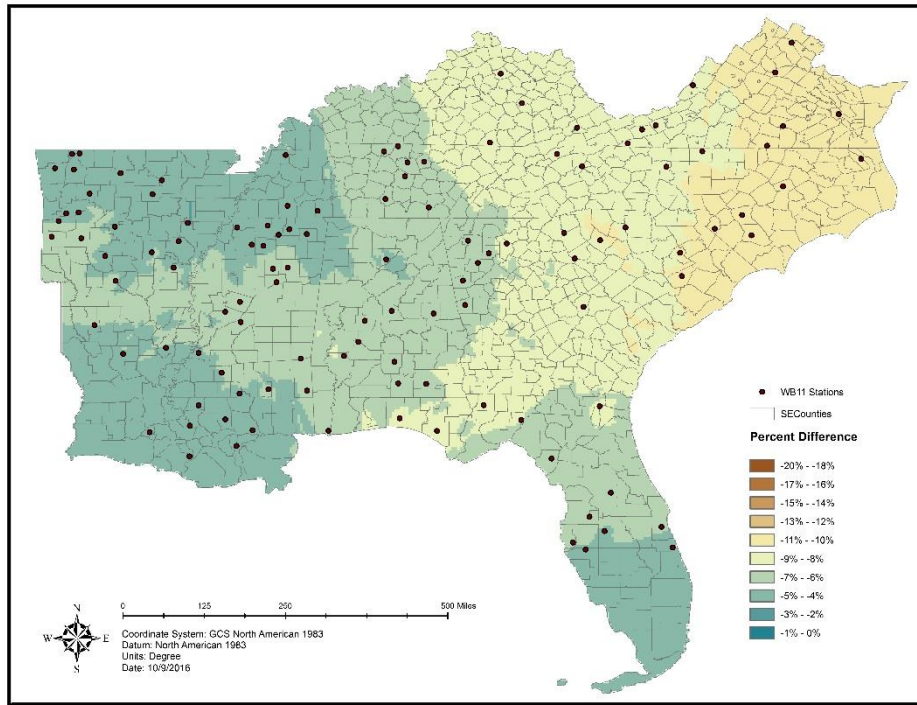 WB11 Stations
SECounties
Percent Difference
-20% - -18%
-17% - -16%
-15% - -14%
-13% - -12%
-11% - -10%
-9% - -8%
-7% - -6%
-5% - -4%
-3% - -2%
-1% - 0%
0 125 250 500 Miles
N
W E
S
Coordinate System: GCS North American 1983
Datum: North American 1983
Units: Degree
Date: 10/9/2016